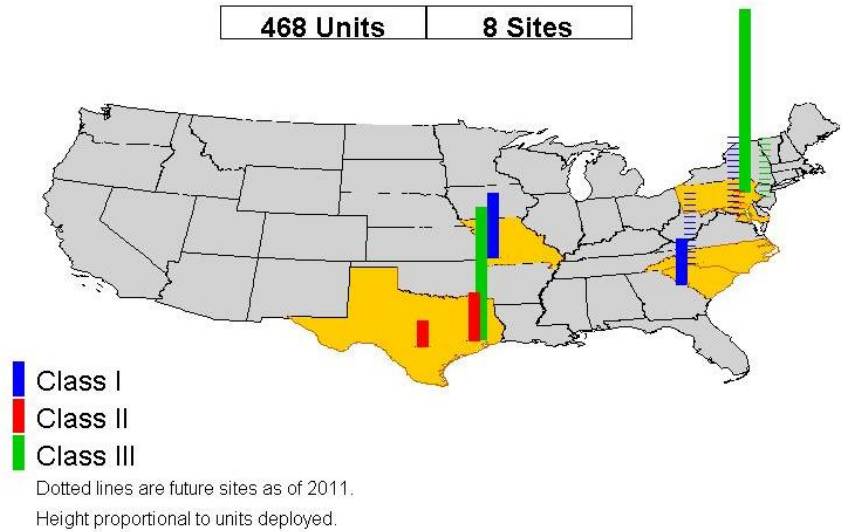 468 Units 8 Sites
Class I
Class II
Class III
Dotted lines are future sites as of 2011.
Height proportional to units deployed.